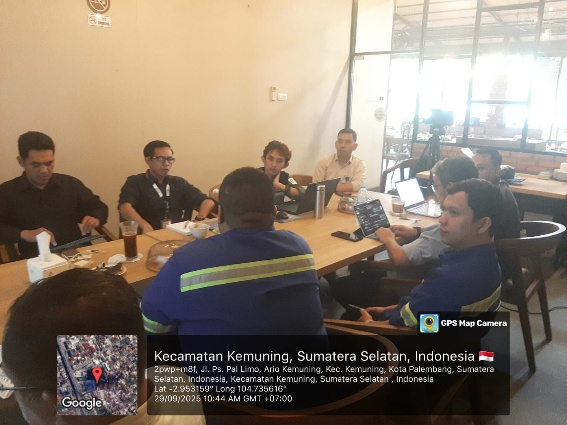 GPS Map Camera
Kecamatan Kemuning, Sumatera Selatan, Indonesia 🇮🇩
2pwp+m8f, Jl. Ps. Pal Limo, Ario Kemuning, Kec. Kemuning, Kota Palembang, Sumatera
Selatan, Indonesia, Kecamatan Kemuning, Sumatera Selatan , Indonesia
Lat -2.953159° Long 104.735616°
29/09/2025 10:44 AM GMT +07:00
Google